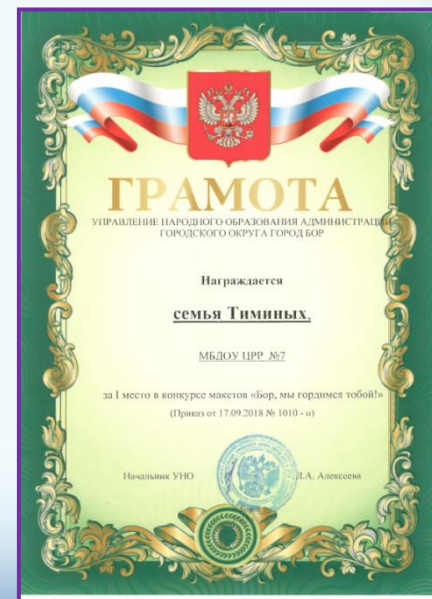 ГРАМОТА
УПРАВЛЕНИЕ НАРОДНОГО ОБРАЗОВАНИЯ АДМИНИСТРАЦИИ
ГОРОДСКОГО ОКРУГА ГОРОД БОР
Награждается
семья Тиминых,
МБДОУ ЦРР №7
за I место в конкурсе макетов «Бор, мы гордимся тобой!»
(Приказ от 17.09.2018 № 1010 - о)
Начальник УНО Л.А. Алексеева